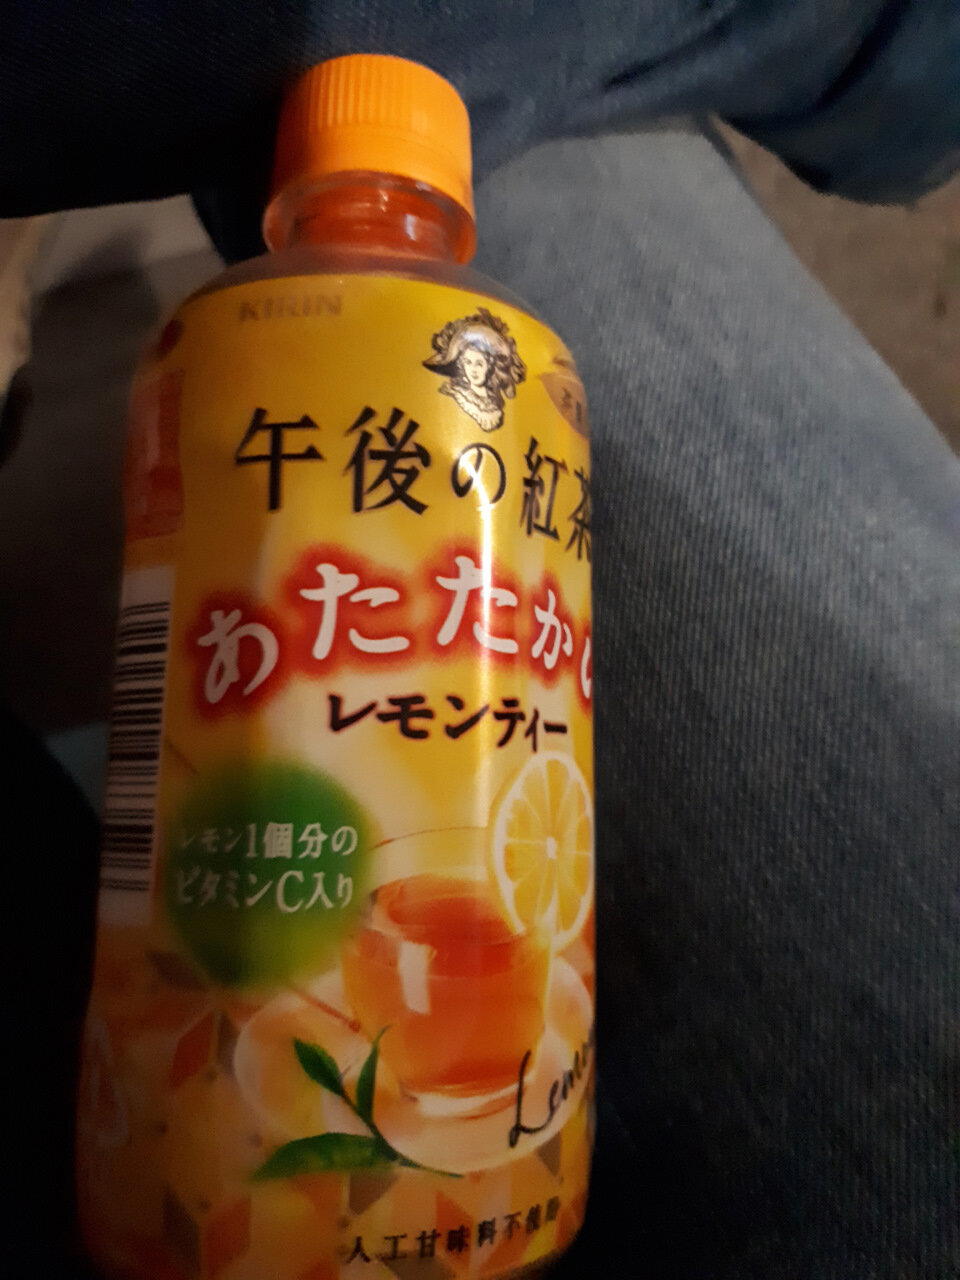 KIRIN
午後の紅茶
あたたかい
レモンティー
レモン1個分の
ビタミンC入り
Lemon
人工甘味料不使用